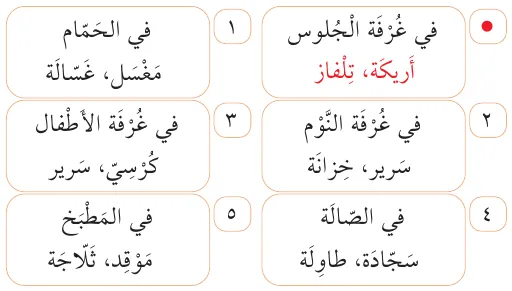 ● في غُرْفَة الْجُلوس
أَريكَة، تِلْفاز
١ في الحَمّام
مَغْسَل، غَسّالَة
٢ في غُرْفَة النَّوْم
سَرير، خِزانَة
٣ في غُرْفَة الأَطْفال
كُرْسِيّ، سَرير
٤ في الصّالَة
سَجّادَة، طاوِلَة
٥ في المَطْبَخ
مَوْقِد، ثَلّاجَة